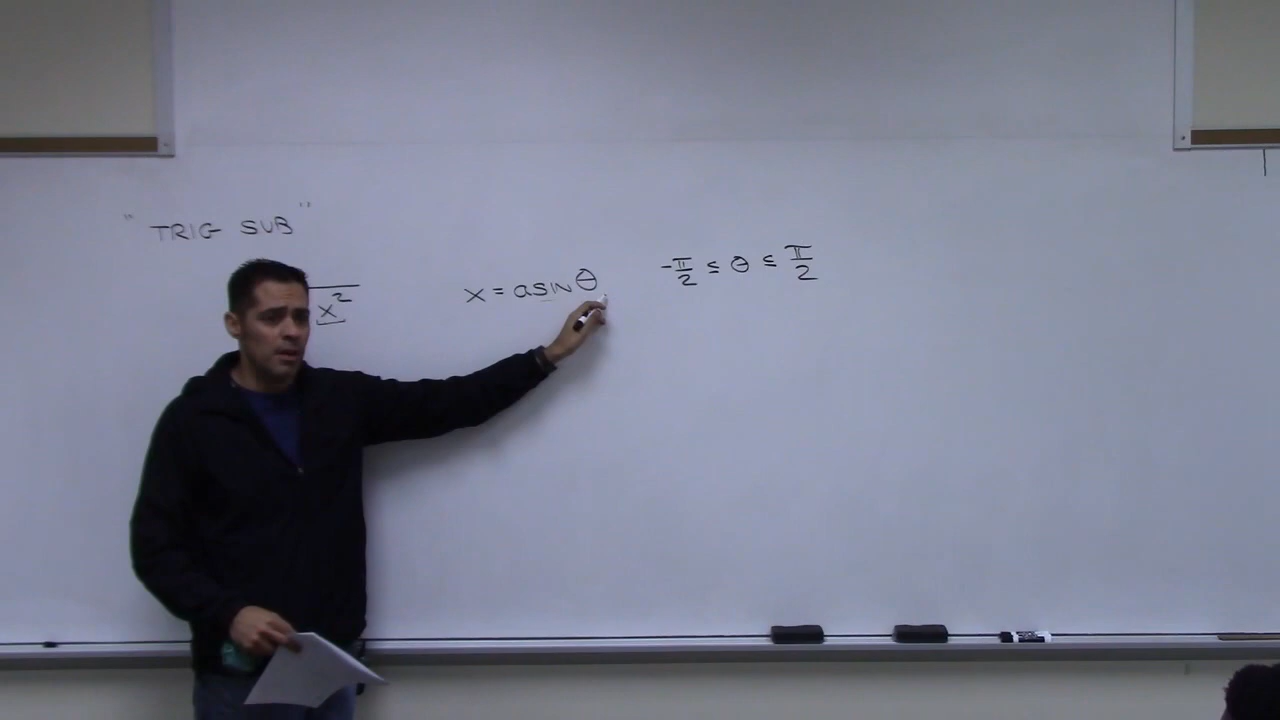 "TRIG SUB"
x² x = a sin θ -π/2 ≤ θ ≤ π/2